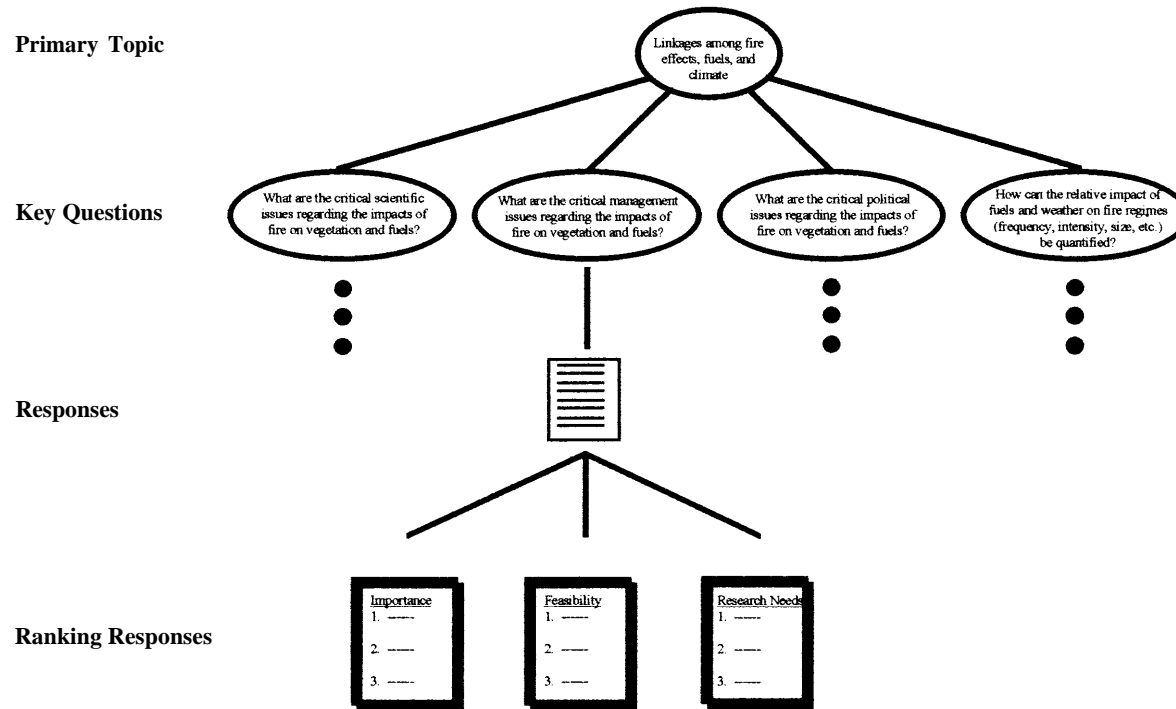 Primary Topic
Linkages among fire
effects, fuels, and
climate
Key Questions
What are the critical scientific
issues regarding the impacts of
fire on vegetation and fuels?
What are the critical management
issues regarding the impacts of
fire on vegetation and fuels?
What are the critical political
issues regarding the impacts of
fire on vegetation and fuels?
How can the relative impact of
fuels and weather on fire regimes
(frequency, intensity, size, etc.)
be quantified?
Responses
Ranking Responses
Importance
1. -----
2. -----
3. -----
Feasibility
1. -----
2. -----
3. -----
Research Needs
1. -----
2. -----
3. -----